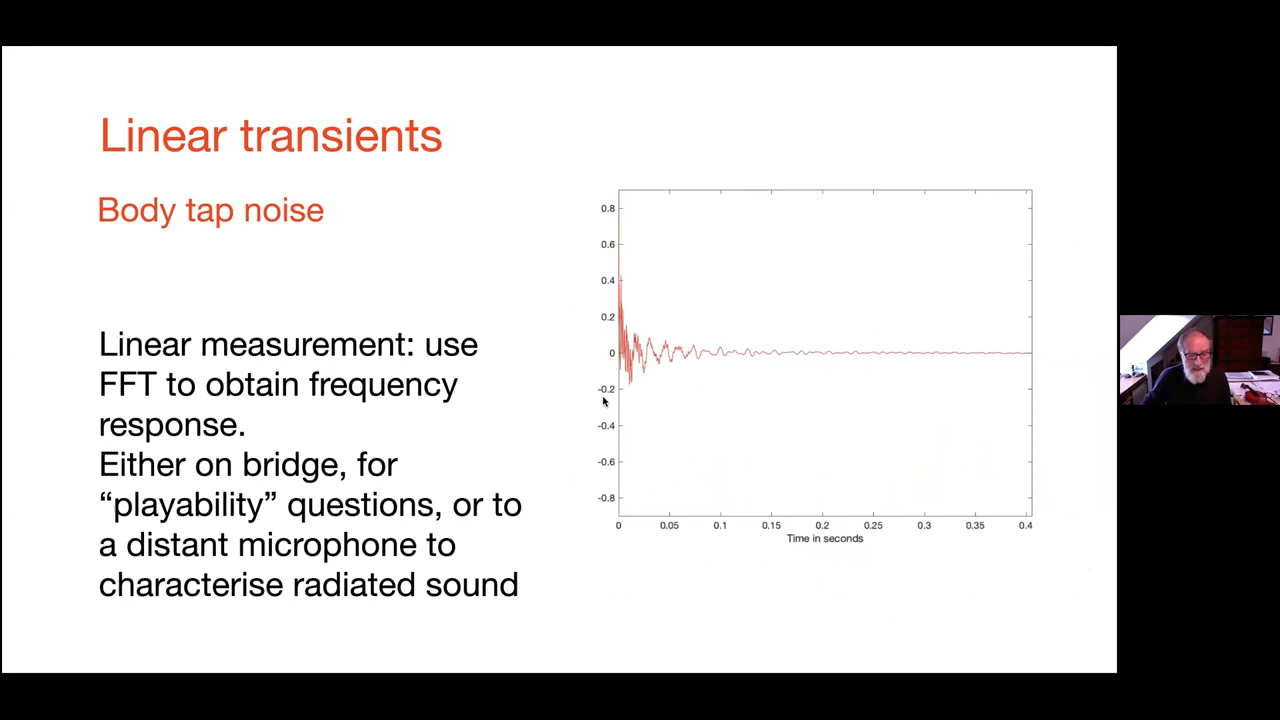 Linear transients
Body tap noise
Linear measurement: use
FFT to obtain frequency
response.
Either on bridge, for
“playability” questions, or to
a distant microphone to
characterise radiated sound
0.8
0.6
0.4
0.2
0
-0.2
-0.4
-0.6
-0.8
0 0.05 0.1 0.15 0.2 0.25 0.3 0.35 0.4
Time in seconds